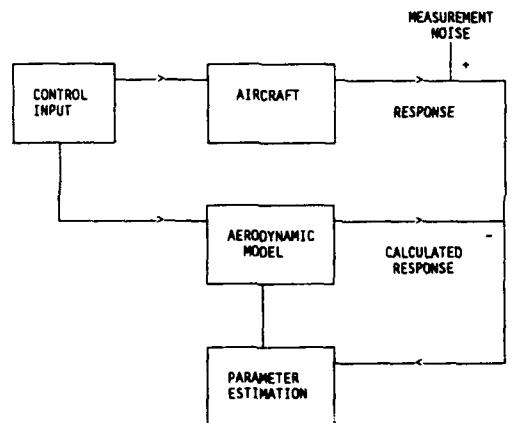 MEASUREMENT
NOISE
+
CONTROL
INPUT
AIRCRAFT
RESPONSE
AERODYNAMIC
MODEL
-
CALCULATED
RESPONSE
PARAMETER
ESTIMATION